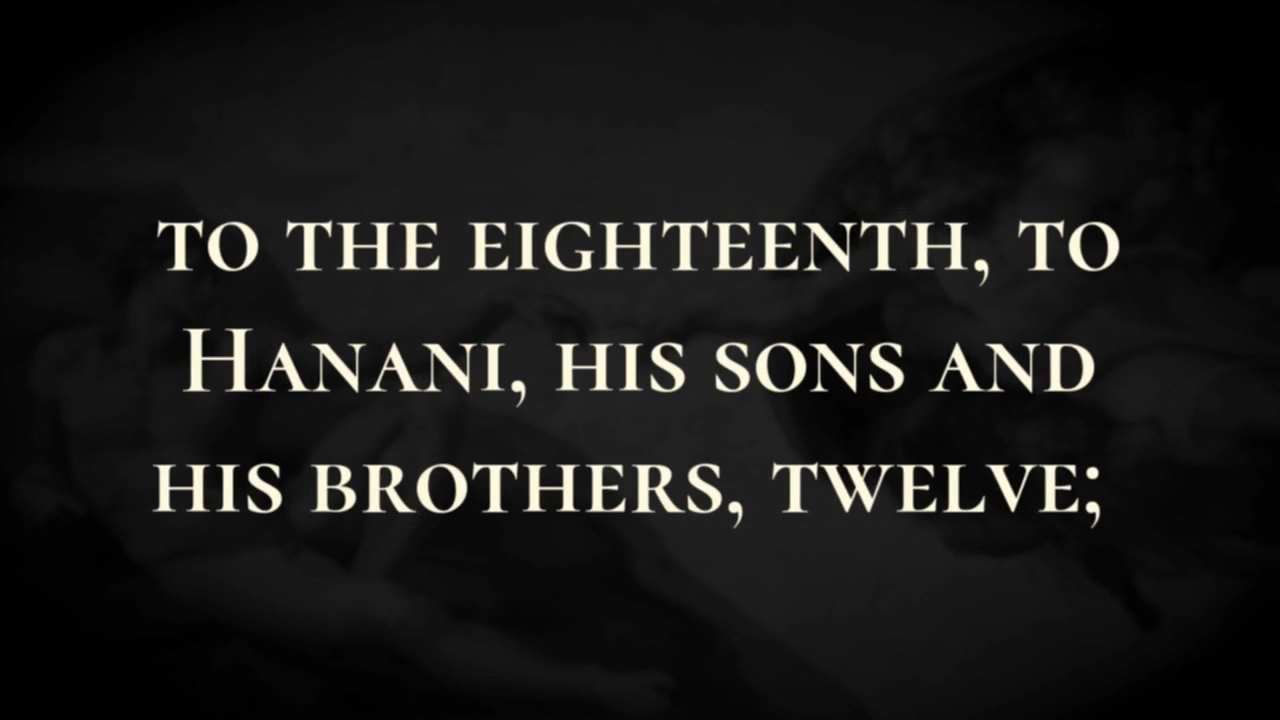 to the eighteenth, to
Hanani, his sons and
his brothers, twelve;